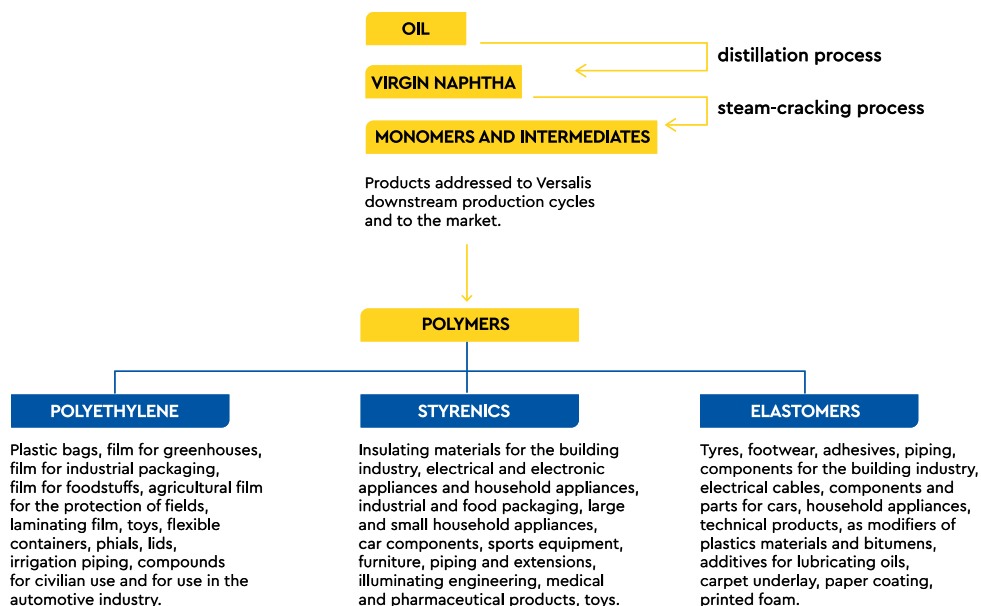 OIL
distillation process
VIRGIN NAPHTHA
steam-cracking process
MONOMERS AND INTERMEDIATES
Products addressed to Versalis
downstream production cycles
and to the market.
POLYMERS
POLYETHYLENE
Plastic bags, film for greenhouses,
film for industrial packaging,
film for foodstuffs, agricultural film
for the protection of fields,
laminating film, toys, flexible
containers, phials, lids,
irrigation piping, compounds
for civilian use and for use in the
automotive industry.
STYRENICS
Insulating materials for the building
industry, electrical and electronic
appliances and household appliances,
industrial and food packaging, large
and small household appliances,
car components, sports equipment,
furniture, piping and extensions,
illuminating engineering, medical
and pharmaceutical products, toys.
ELASTOMERS
Tyres, footwear, adhesives, piping,
components for the building industry,
electrical cables, components and
parts for cars, household appliances,
technical products, as modifiers of
plastics materials and bitumens,
additives for lubricating oils,
carpet underlay, paper coating,
printed foam.